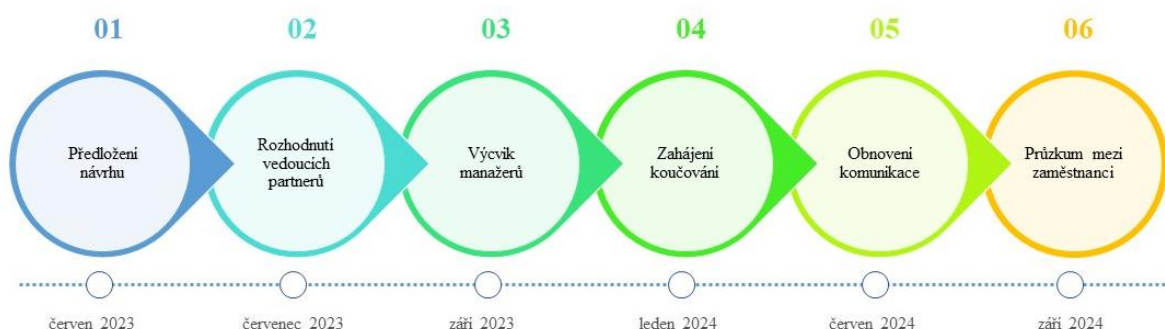 01
02
03
04
05
06
Předložení
návrhu
Rozhodnutí
vedoucích
partnerů
Výcvik
manažerů
Zahájení
koučování
Obnovení
komunikace
Průzkum mezi
zaměstnanci
červen 2023
červenec 2023
září 2023
leden 2024
červen 2024
září 2024